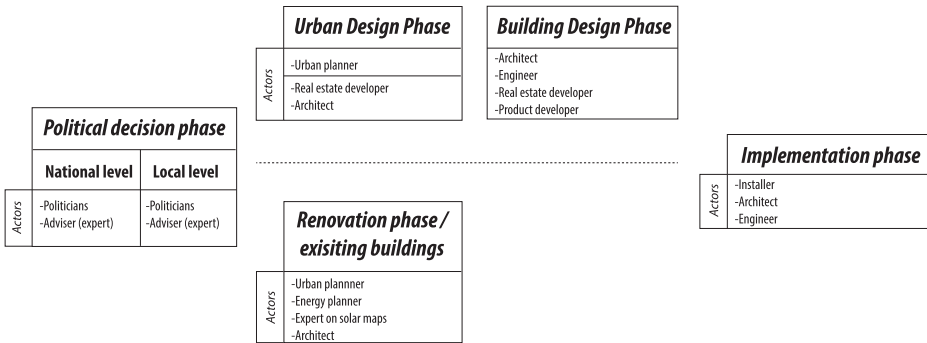 Political decision phase
National level
Local level
Actors
-Politicians
-Adviser (expert)
-Politicians
-Adviser (expert)
Urban Design Phase
Actors
-Urban planner
-Real estate developer
-Architect
Building Design Phase
-Architect
-Engineer
-Real estate developer
-Product developer
Renovation phase /
exisiting buildings
Actors
-Urban plannner
-Energy planner
-Expert on solar maps
-Architect
Implementation phase
Actors
-Installer
-Architect
-Engineer